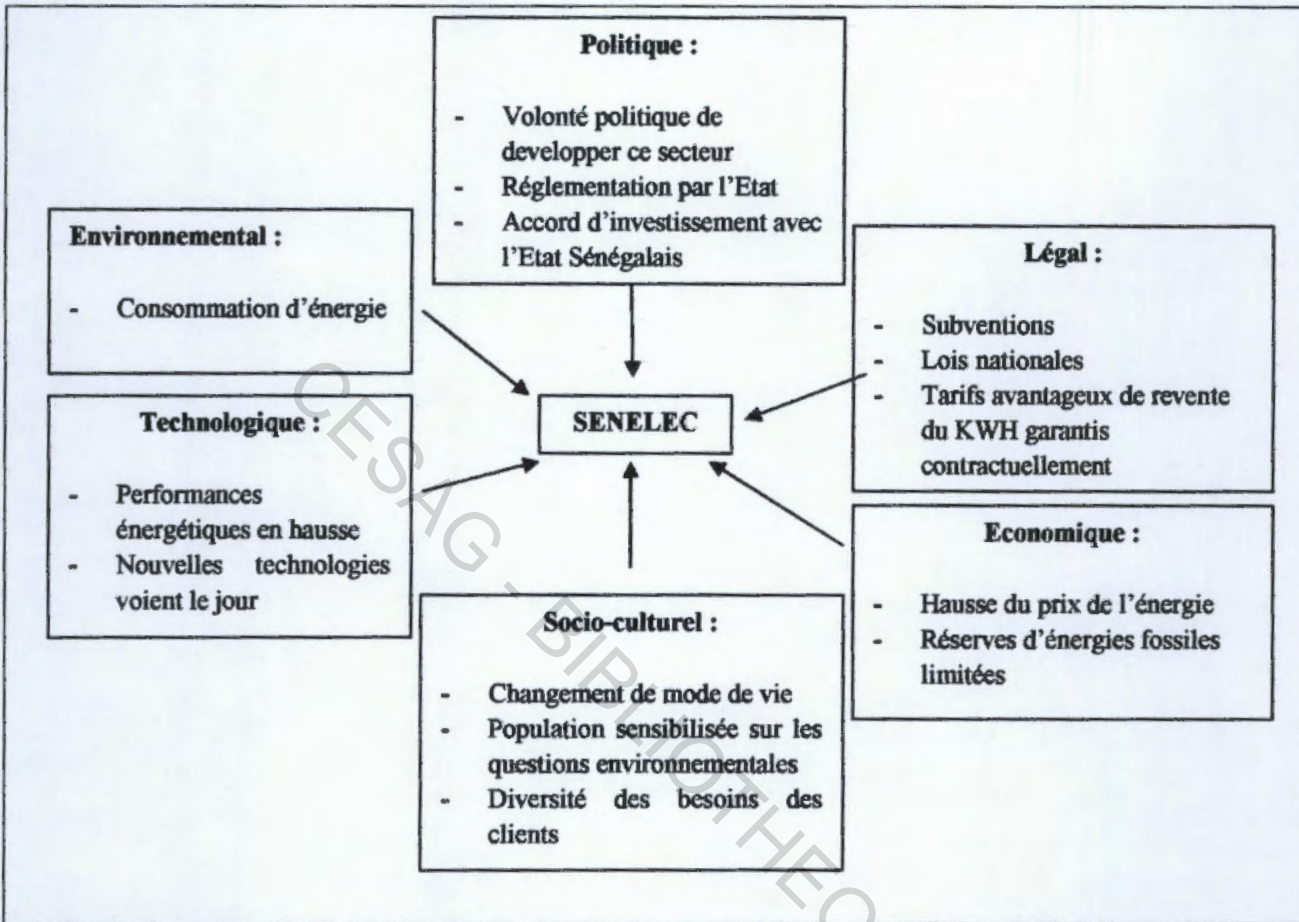 Politique :
- Volonté politique de
developper ce secteur
- Réglementation par l'Etat
- Accord d'investissement avec
l'Etat Sénégalais
Environnemental :
- Consommation d'énergie
Légal :
- Subventions
- Lois nationales
- Tarifs avantageux de revente
du KWH garantis
contractuellement
Technologique :
- Performances
énergétiques en hausse
- Nouvelles technologies
voient le jour
SENELEC
Economique :
- Hausse du prix de l'énergie
- Réserves d'énergies fossiles
limitées
Socio-culturel :
- Changement de mode de vie
- Population sensibilisée sur les
questions environnementales
- Diversité des besoins des
clients
CESAG - BIBLIOTHEQ